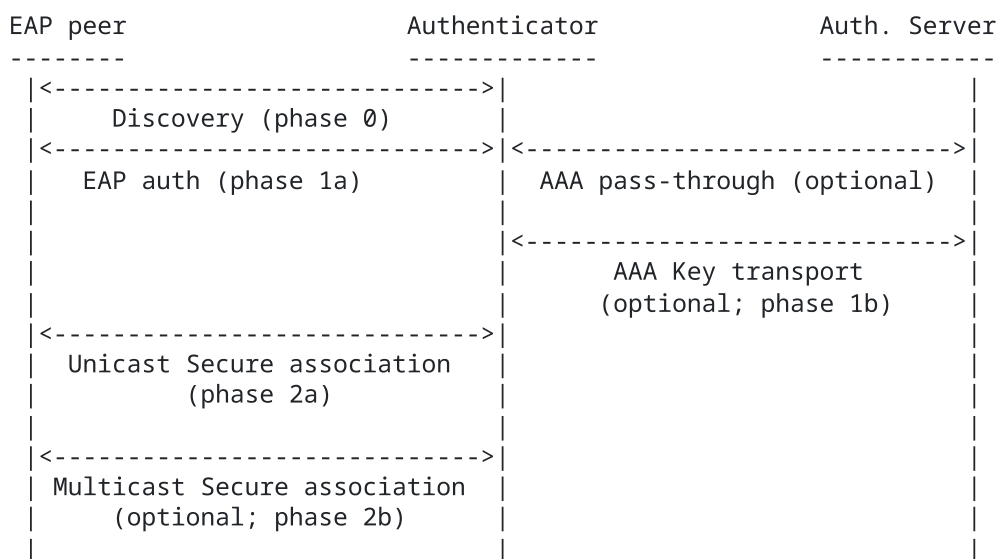 EAP peer                   Authenticator               Auth. Server
--------                   -------------               ------------
 |<----------------------------->|                               |
 |     Discovery (phase 0)       |                               |
 |<----------------------------->|<----------------------------->|
 |   EAP auth (phase 1a)         |  AAA pass-through (optional)  |
 |                               |                               |
 |                               |<----------------------------->|
 |                               |       AAA Key transport       |
 |                               |      (optional; phase 1b)     |
 |<----------------------------->|                               |
 |  Unicast Secure association   |                               |
 |          (phase 2a)           |                               |
 |                               |                               |
 |<----------------------------->|                               |
 | Multicast Secure association  |                               |
 |     (optional; phase 2b)      |                               |
 |                               |                               |